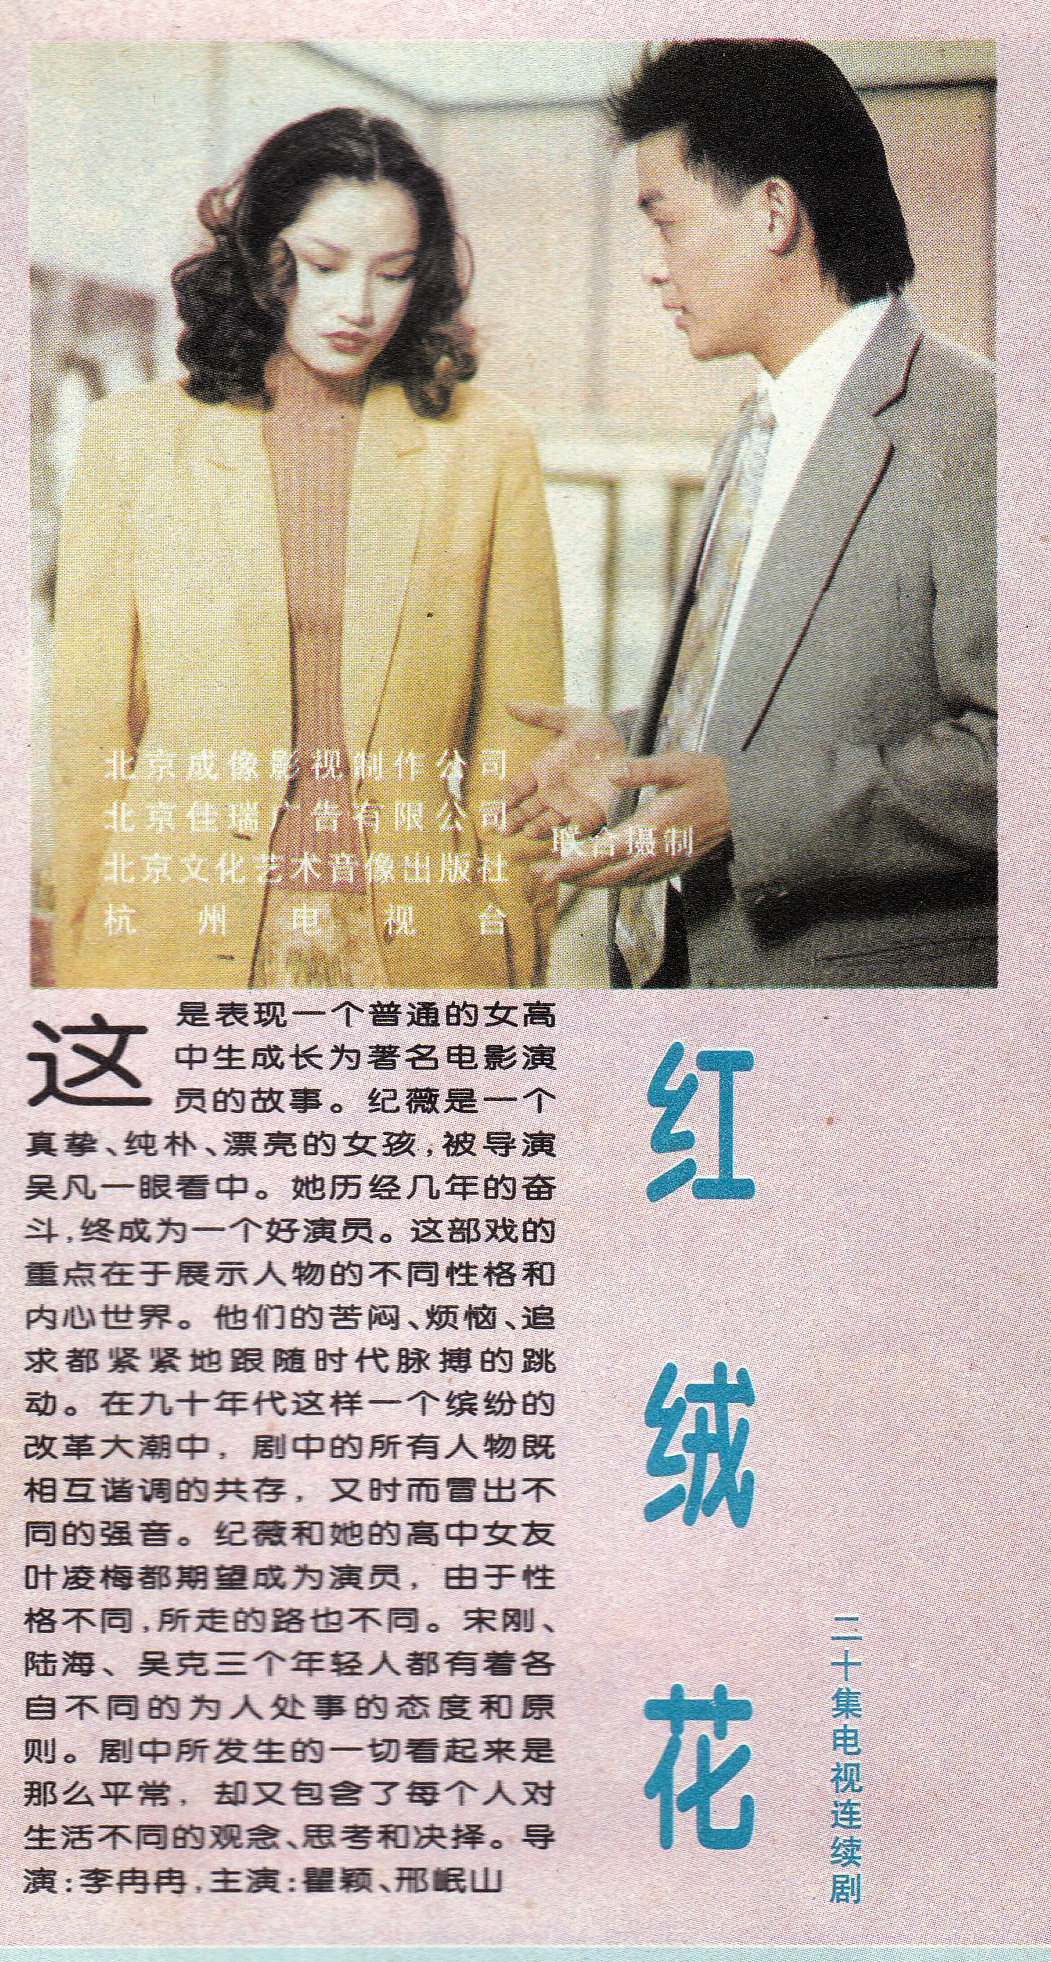 北京威像影视制作公司
北京佳瑞广告有限公司
北京文化艺术音像出版社
杭州电视台
联合摄制
这是表现一个普通的女高
中生成长为著名电影演
员的故事。纪薇是一个
真挚、纯朴、漂亮的女孩,被导演
吴凡一眼看中。她历经几年的奋
斗,终成为一个好演员。这部戏的
重点在于展示人物的不同性格和
内心世界。他们的苦闷、烦恼、追
求都紧紧地跟随时代脉搏的跳
动。在九十年代这样一个缤纷的
改革大潮中，剧中的所有人物既
相互谐调的共存，又时而冒出不
同的强音。纪薇和她的高中女友
叶凌梅都期望成为演员，由于性
格不同,所走的路也不同。宋刚、
陆海、吴克三个年轻人都有着各
自不同的为人处事的态度和原
则。剧中所发生的一切看起来是
那么平常，却又包含了每个人对
生活不同的观念、思考和决择。导
演:李冉冉,主演:瞿颖、邢岷山
红绒花
二十集电视连续剧